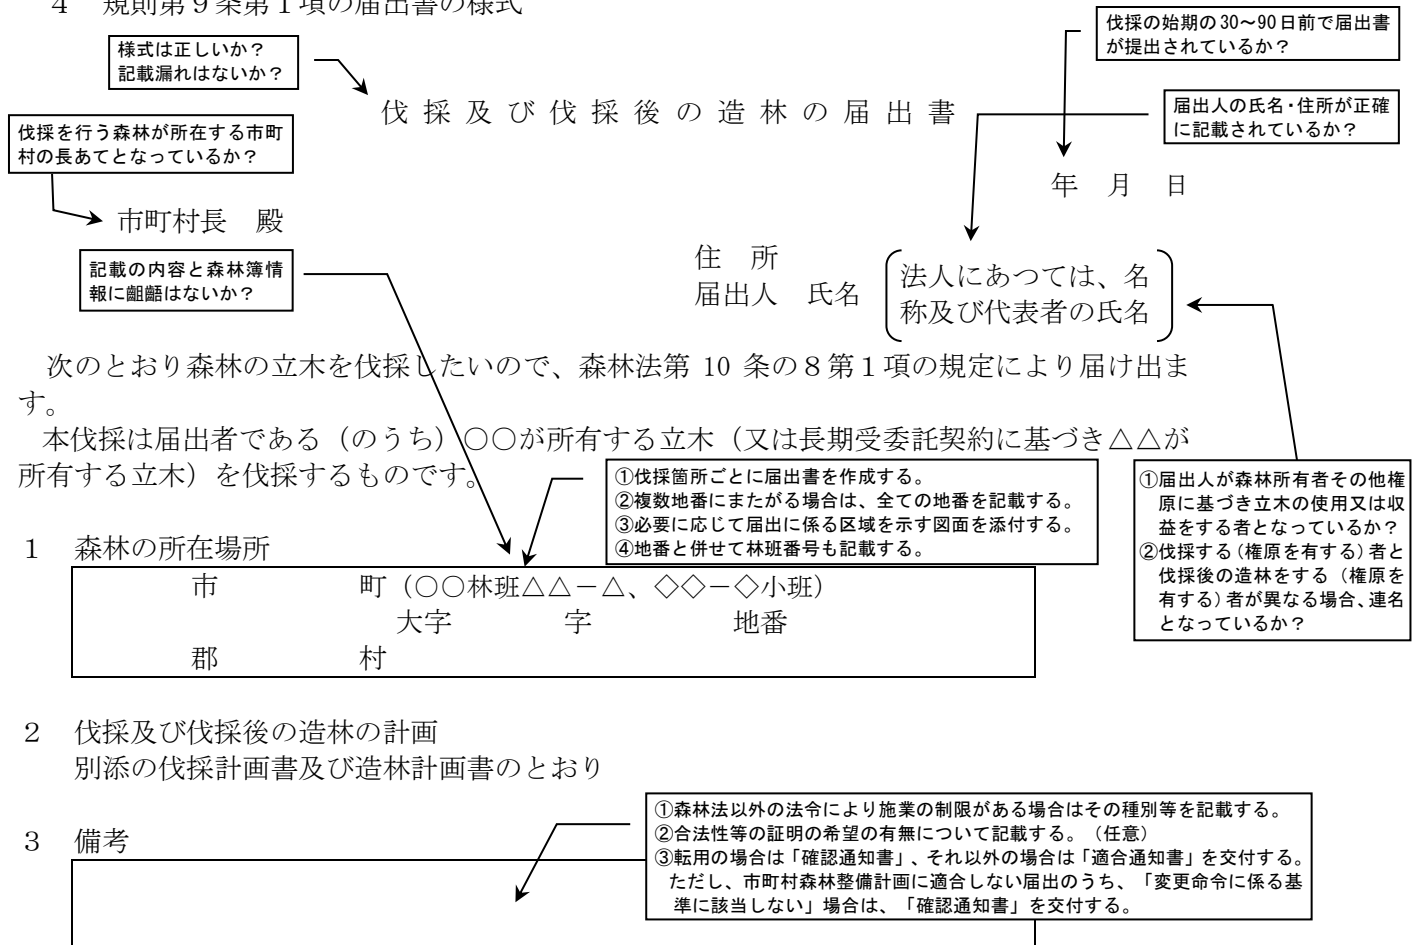 4 規則第９条第１項の届出書の様式
伐採の始期の30～90日前で届出書
が提出されているか？
様式は正しいか？
記載漏れはないか？
伐採及び伐採後の造林の届出書
届出人の氏名・住所が正確
に記載されているか？
伐採を行う森林が所在する市町
村の長あてとなっているか？
年　月　日
市町村長　殿
記載の内容と森林簿情
報に齟齬はないか？
住　所
届出人　氏名
法人にあつては、名
称及び代表者の氏名
次のとおり森林の立木を伐採したいので、森林法第 10 条の８第１項の規定により届け出ま
す。
本伐採は届出者である（のうち）○○が所有する立木（又は長期受委託契約に基づき△△が
所有する立木）を伐採するものです。
①伐採箇所ごとに届出書を作成する。
②複数地番にまたがる場合は、全ての地番を記載する。
③必要に応じて届出に係る区域を示す図面を添付する。
④地番と併せて林班番号も記載する。
①届出人が森林所有者その他権
原に基づき立木の使用又は収
益をする者となっているか？
②伐採する（権原を有する）者と
伐採後の造林をする（権原を
有する）者が異なる場合、連名
となっているか？
１　森林の所在場所
市　町（○○林班△△－△、◇◇－◇小班）
大字　字　地番
郡　村
２　伐採及び伐採後の造林の計画
別添の伐採計画書及び造林計画書のとおり
①森林法以外の法令により施業の制限がある場合はその種別等を記載する。
②合法性等の証明の希望の有無について記載する。（任意）
③転用の場合は「確認通知書」、それ以外の場合は「適合通知書」を交付する。
ただし、市町村森林整備計画に適合しない届出のうち、「変更命令に係る基
準に該当しない」場合は、「確認通知書」を交付する。
３　備考